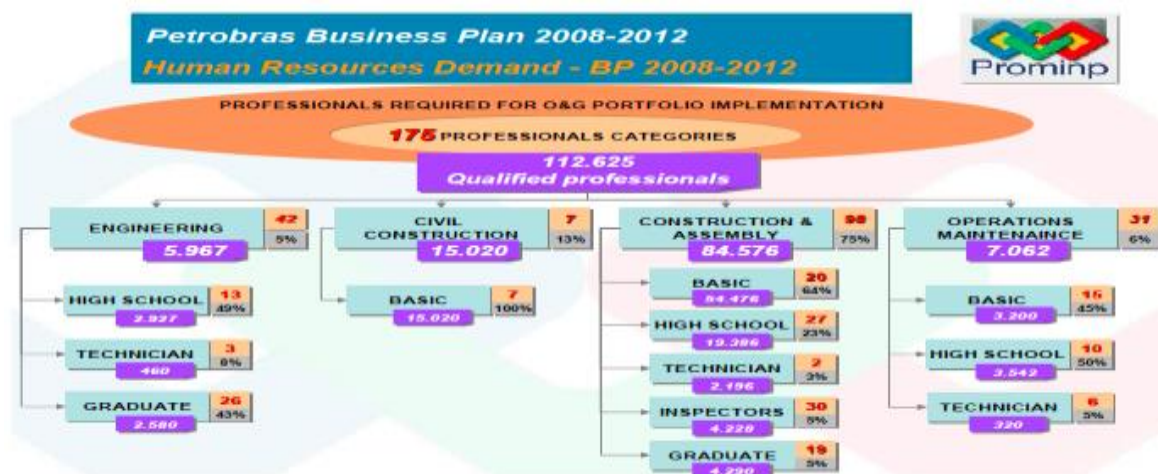 Petrobras Business Plan 2008-2012
Human Resources Demand - BP 2008-2012
Prominp
PROFESSIONALS REQUIRED FOR O&G PORTFOLIO IMPLEMENTATION
175 PROFESSIONALS CATEGORIES
112.625
Qualified professionals
ENGINEERING
42
5%
5.967
HIGH SCHOOL
13
49%
2.927
TECHNICIAN
3
8%
460
GRADUATE
26
43%
2.580
CIVIL
CONSTRUCTION
7
13%
15.020
BASIC
7
100%
15.020
CONSTRUCTION &
ASSEMBLY
98
75%
84.576
BASIC
20
64%
54.476
HIGH SCHOOL
27
23%
19.386
TECHNICIAN
2
3%
2.196
INSPECTORS
30
5%
4.228
GRADUATE
19
5%
4.290
OPERATIONS
MAINTENAINCE
31
6%
7.062
BASIC
15
45%
3.200
HIGH SCHOOL
10
50%
3.542
TECHNICIAN
6
5%
320